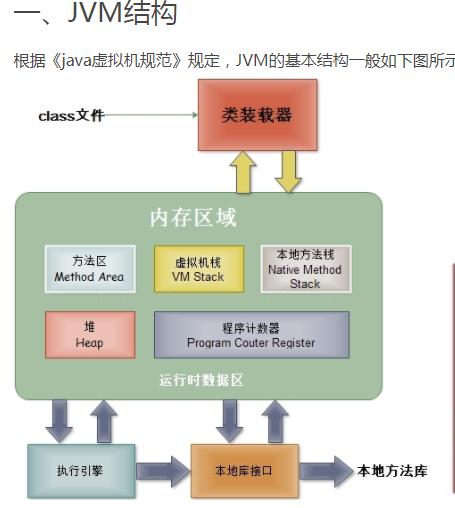 一、JVM结构
根据《java虚拟机规范》规定，JVM的基本结构一般如下图所示
class文件
类装载器
内存区域
方法区
Method Area
虚拟机栈
VM Stack
本地方法栈
Native Method
Stack
堆
Heap
程序计数器
Program Couter Register
运行时数据区
执行引擎
本地库接口
本地方法库